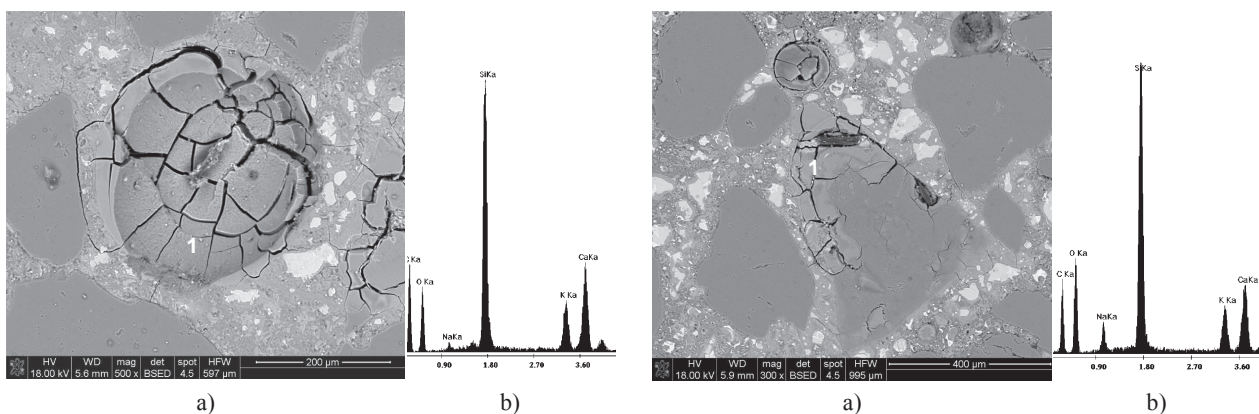 1
SiKa
C Ka
O Ka
NaKa
K Ka
CaKa
0.90 1.80 2.70 3.60
HV WD mag det spot HFW
18.00 kV 5.6 mm 500 x BSED 4.5 597 µm
200 µm
a) b)
1
SiKa
O Ka
C Ka
NaKa
K Ka
CaKa
0.90 1.80 2.70 3.60
HV WD mag det spot HFW
18.00 kV 5.9 mm 300 x BSED 4.5 995 µm
400 µm
a) b)